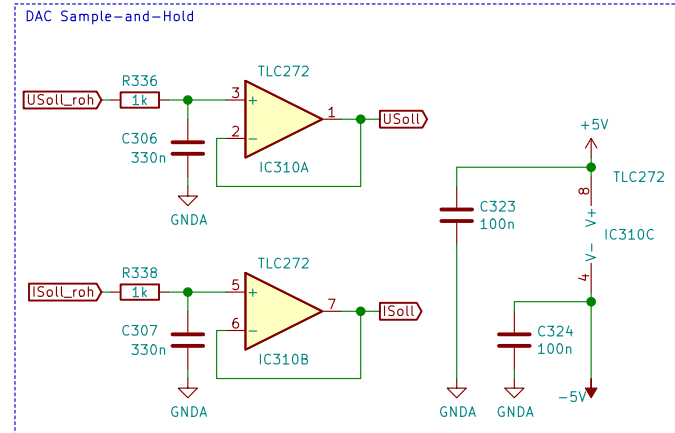 DAC Sample-and-Hold
TLC272
R336
USoll_roh
1k
3
+
1
USoll
2
-
C306
330n
IC310A
GNDA
+5V
TLC272
8
V+
C323
100n
IC310C
V-
4
TLC272
R338
ISoll_roh
1k
5
+
7
ISoll
6
-
C307
330n
IC310B
GNDA
C324
100n
-5V
GNDA
GNDA